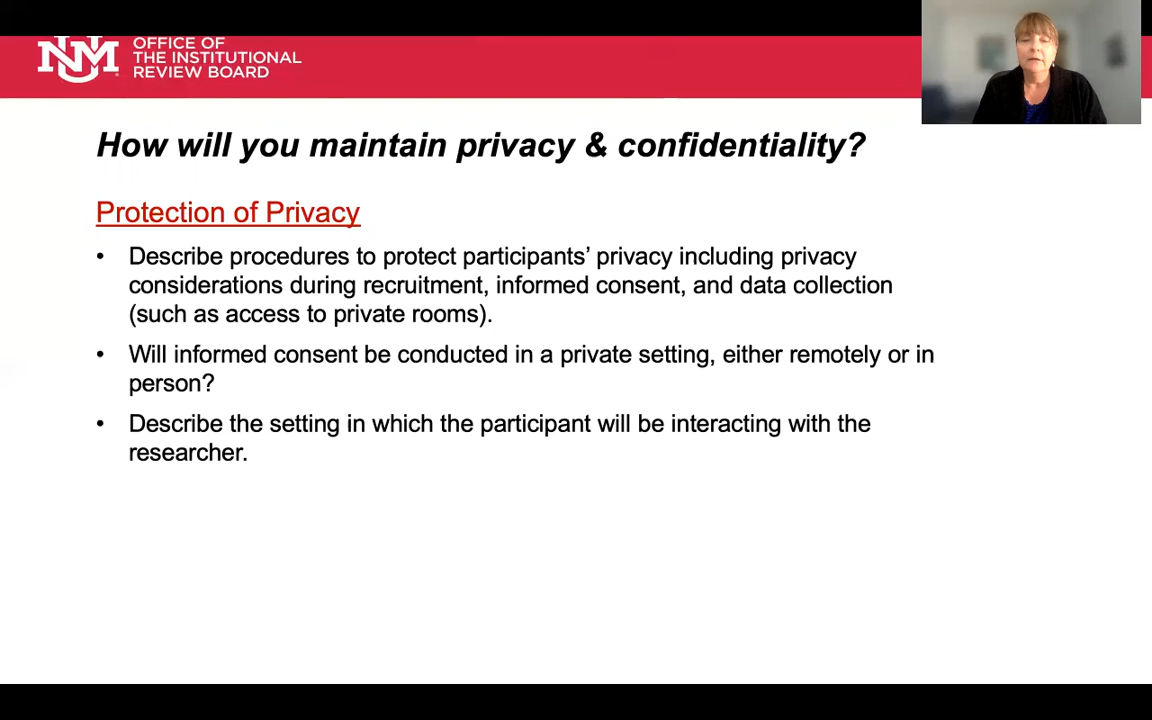 UNM
OFFICE OF
THE INSTITUTIONAL
REVIEW BOARD
How will you maintain privacy & confidentiality?
Protection of Privacy
• Describe procedures to protect participants’ privacy including privacy
considerations during recruitment, informed consent, and data collection
(such as access to private rooms).
• Will informed consent be conducted in a private setting, either remotely or in
person?
• Describe the setting in which the participant will be interacting with the
researcher.